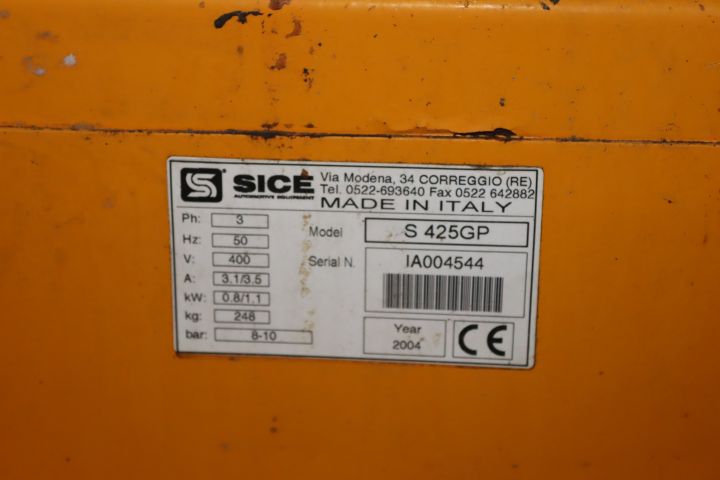 S SICE Via Modena, 34 CORREGGIO (RE)
AUTOMOTIVE EQUIPMENT Tel. 0522-693640 Fax 0522 642882
MADE IN ITALY
Ph: 3
Hz: 50
V: 400
A: 3.1/3.5
kW: 0.8/1.1
kg: 248
bar: 8-10
Model S 425GP
Serial N. IA004544
Year
2004 CE